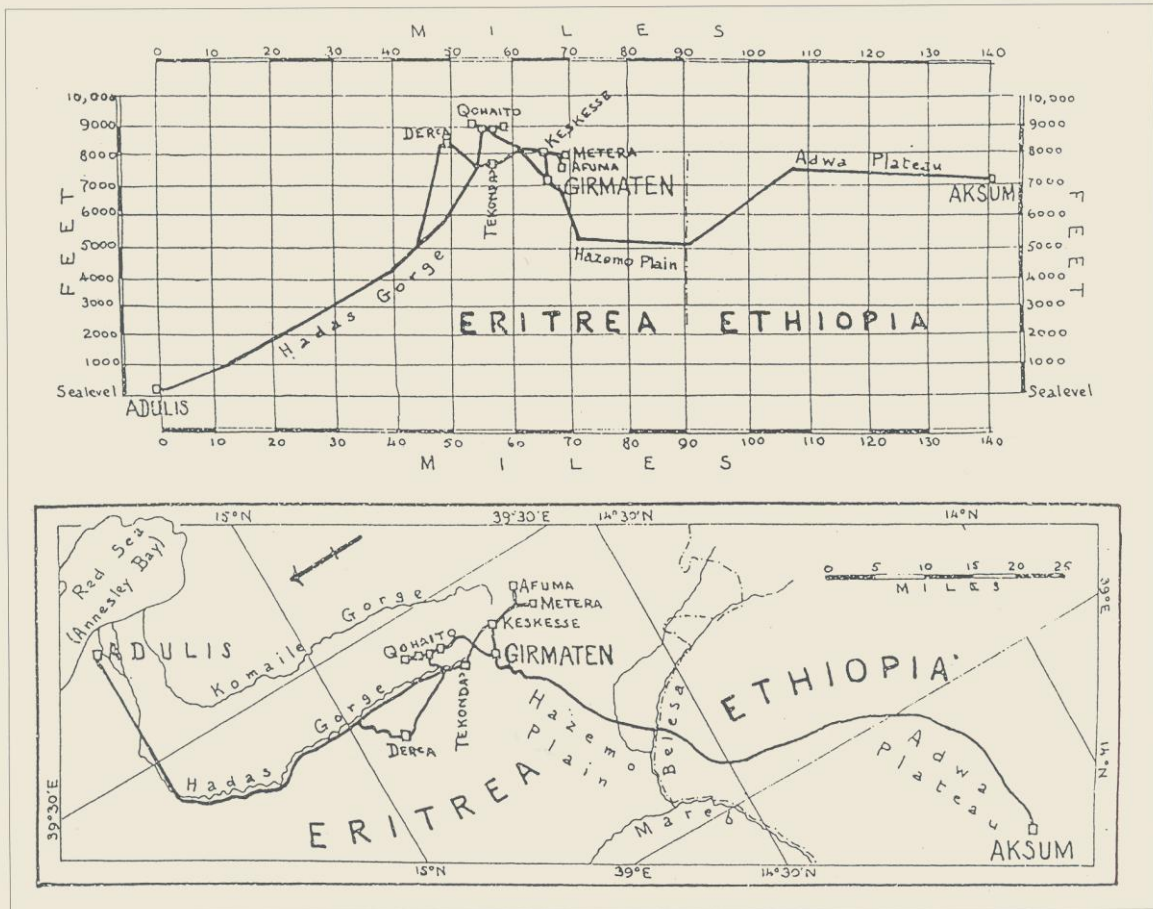 M I L E S
0 10 20 30 40 50 60 70 80 90 100 110 120 130 140
10,000 10,000
9000 QOHAITO 9000
DERCA KESKESSE
8000 METERA Adwa Plateau 8000
AFUMA
7000 TEKONDA' GIRMATEN AKSUM 7000
6000 6000
5000 5000
Hazemo Plain
4000 4000
FEET FEET
3000 Hadas Gorge 3000
2000 ERITREA ETHIOPIA 2000
1000 1000
Sealevel Sealevel
ADULIS
0 10 20 30 40 50 60 70 80 90 100 110 120 130 140
M I L E S
15°N 39°30'E 14°30'N 14°N
Red Sea
(Annesley Bay)
0 5 10 15 20 25
MILES
39°E
AFUMA
METERA
Komaile Gorge
KESKESSE
ADULIS
QOHAITO
GIRMATEN
ETHIOPIA
TEKONDA'
Hadas Gorge
DERCA
Hazemo
Plain
Belesa
Adwa
Plateau
14°N
39°30'E
ERITREA
Mareb
AKSUM
15°N 39°E 14°30'N